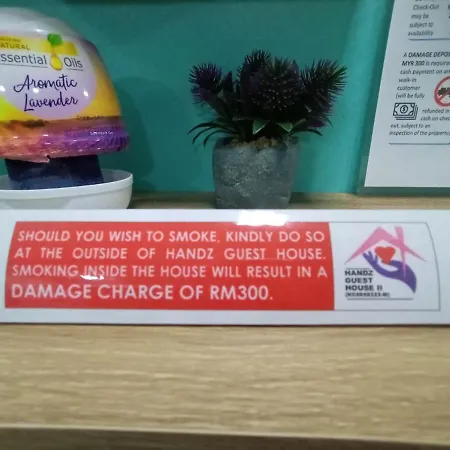 NATURAL
Essential Oils
Aromatic
Lavender
Check-Out
may be
subject to
availability
A DAMAGE DEPO
MYR 300 is require
cash payment on ar
walk-in
customer
(will be fully
refunded in
cash on chec
out, subject to an
inspection of the property
SHOULD YOU WISH TO SMOKE, KINDLY DO SO
AT THE OUTSIDE OF HANDZ GUEST HOUSE.
SMOKING INSIDE THE HOUSE WILL RESULT IN A
DAMAGE CHARGE OF RM300.
HANDZ
GUEST
HOUSE II